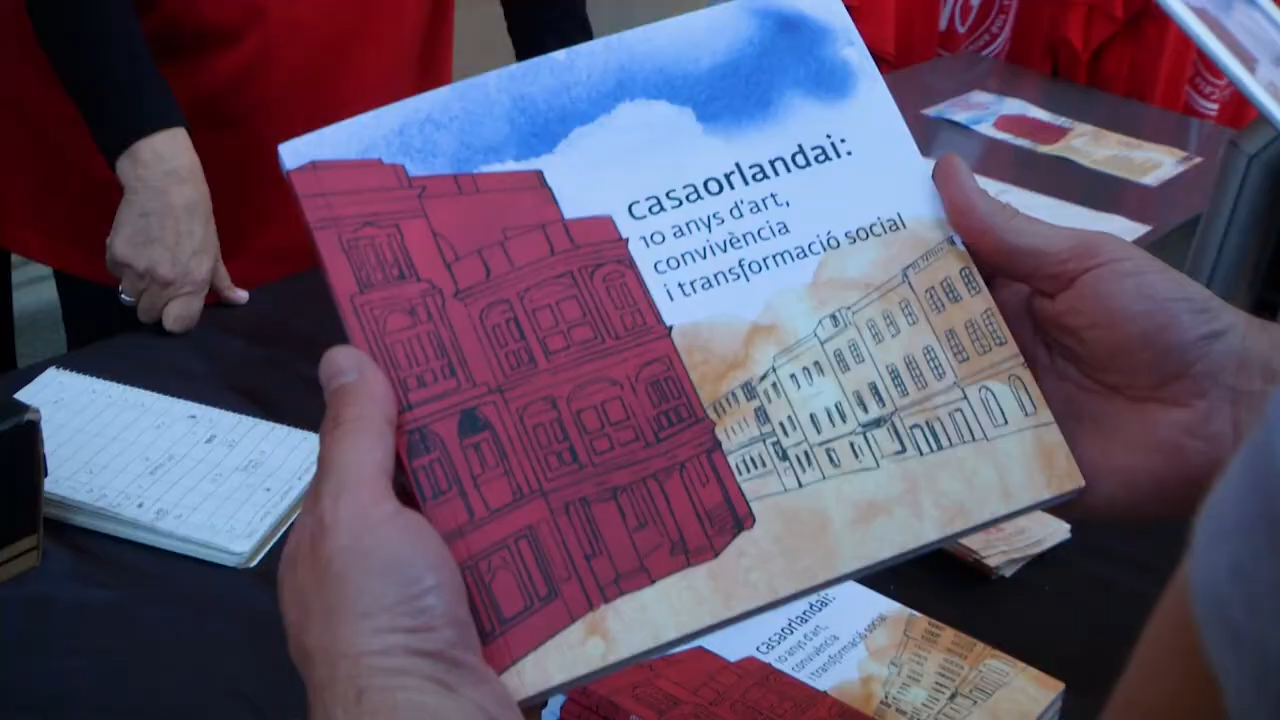 casaorlandai:
10 anys d'art,
convivència
i transformació social
casaorlandai:
10 anys d'art,
convivència
i transformació social